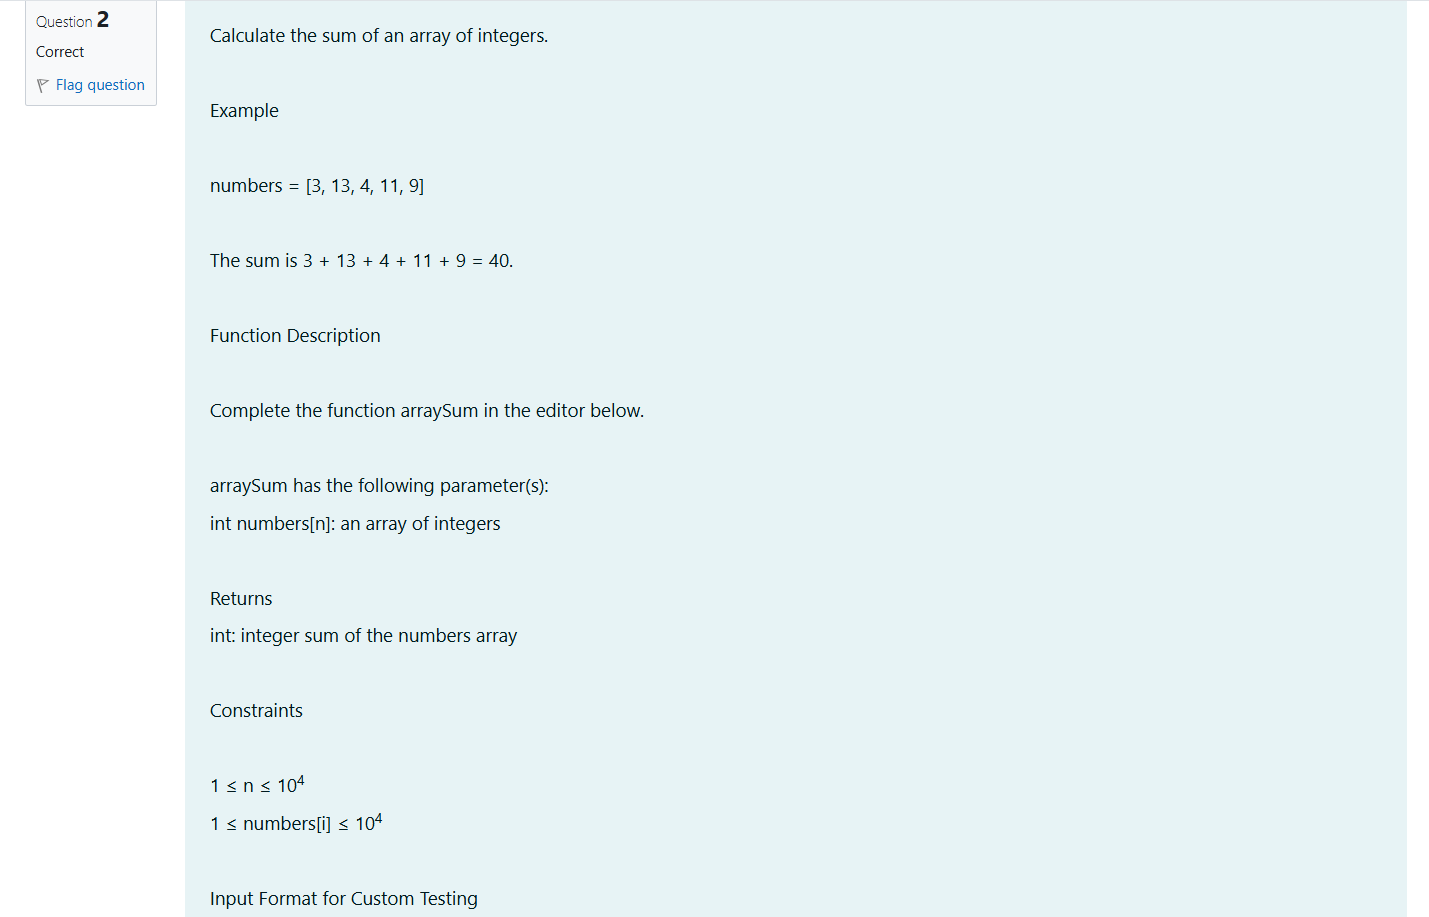 Question 2
Correct
Flag question
Calculate the sum of an array of integers.
Example
numbers = [3, 13, 4, 11, 9]
The sum is 3 + 13 + 4 + 11 + 9 = 40.
Function Description
Complete the function arraySum in the editor below.
arraySum has the following parameter(s):
int numbers[n]: an array of integers
Returns
int: integer sum of the numbers array
Constraints
1 ≤ n ≤ 10⁴
1 ≤ numbers[i] ≤ 10⁴
Input Format for Custom Testing